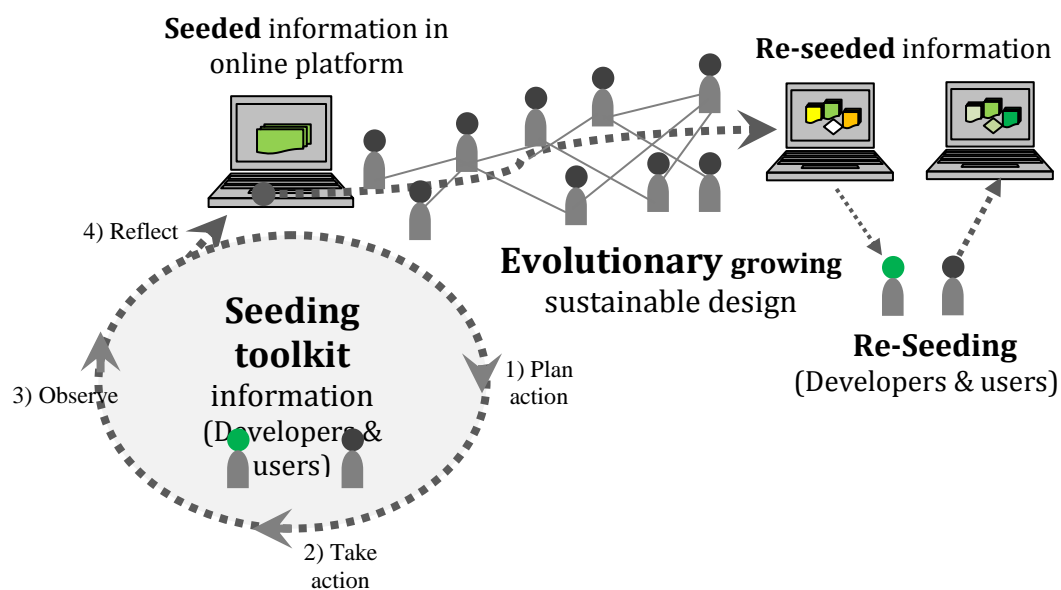 Seeded information in
online platform
Re-seeded information
4) Reflect
Evolutionary growing
sustainable design
Seeding
toolkit
information
(Developers &
users)
1) Plan
action
3) Observe
2) Take
action
Re-Seeding
(Developers & users)